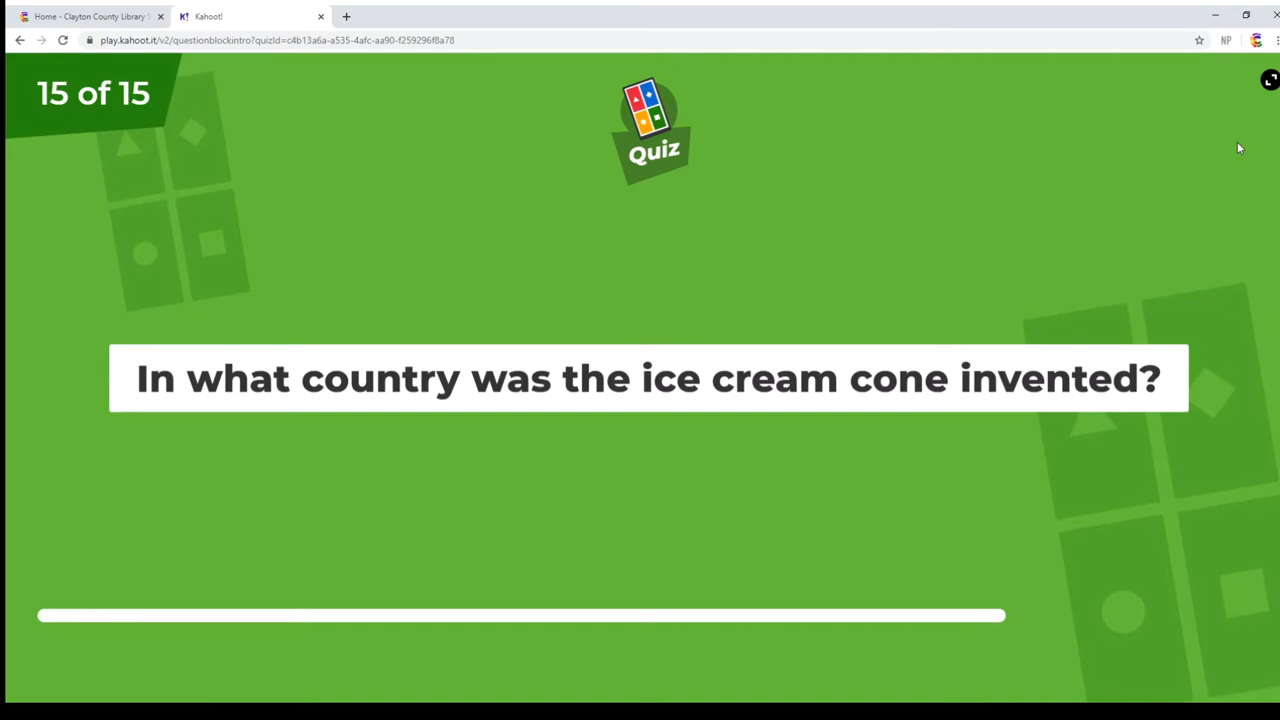 Home - Clayton County Library S
Kahoot!
play.kahoot.it/v2/questionblockintro?quizId=c4b13a6a-a535-4afc-aa90-f259296f8a78
NP
15 of 15
Quiz
In what country was the ice cream cone invented?